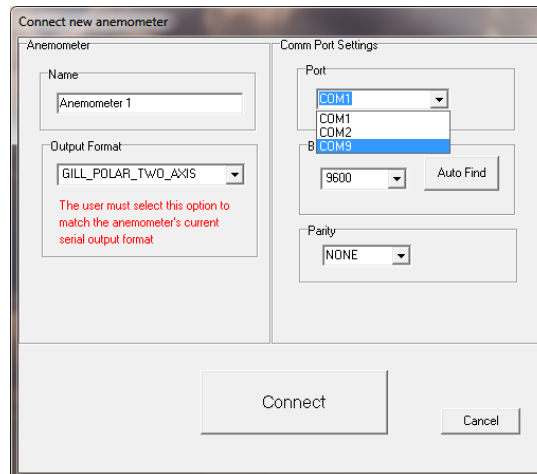 Connect new anemometer
Anemometer
Name
Anemometer 1
Output Format
GILL_POLAR_TWO_AXIS
The user must select this option to
match the anemometer's current
serial output format
Comm Port Settings
Port
COM1
COM1
COM2
COM9
B
9600
Auto Find
Parity
NONE
Connect
Cancel